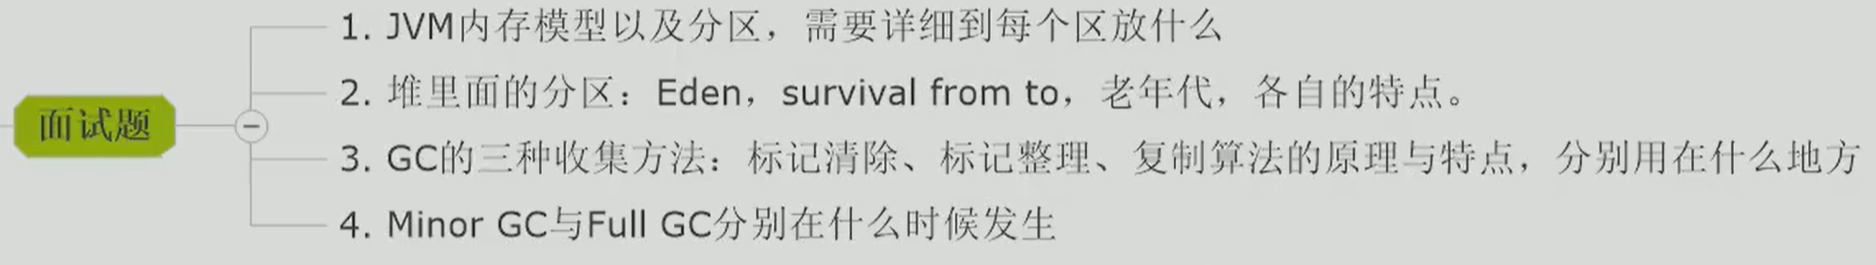 面试题
1. JVM内存模型以及分区，需要详细到每个区放什么
2. 堆里面的分区：Eden，survival from to，老年代，各自的特点。
3. GC的三种收集方法：标记清除、标记整理、复制算法的原理与特点，分别用在什么地方
4. Minor GC与Full GC分别在什么时候发生